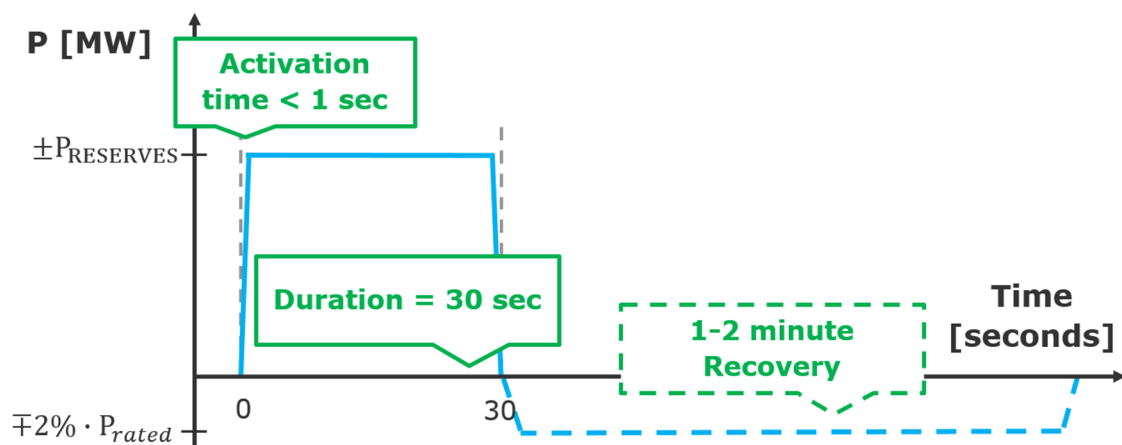 P [MW]
Activation
time < 1 sec
±P_RESERVES
Duration = 30 sec
Time
[seconds]
1-2 minute
Recovery
0
30
∓2% · P_rated